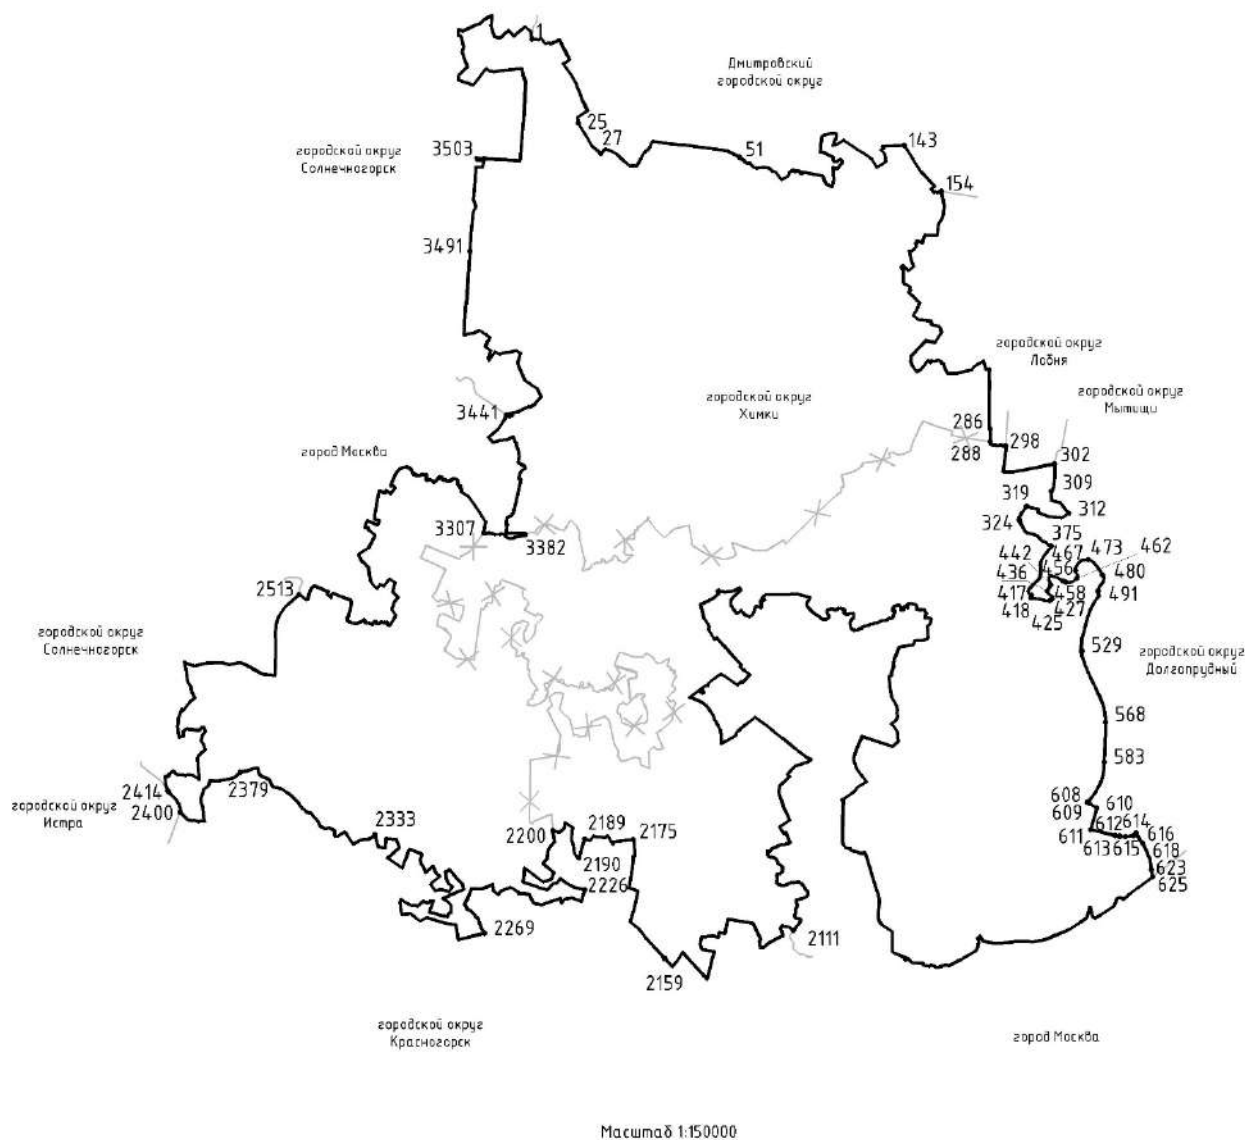 1
Дмитровский
городской округ
25
27
51
143
3503
городской округ
Солнечногорск
154
3491
городской округ
Лобня
городской округ
Мытищи
городской округ
Химки
3441
286
288
298
302
город Москва
309
319
312
324
3307
3382
375
442
467
473
462
436
456
480
417
458
491
418
427
425
2513
городской округ
Солнечногорск
529
городской округ
Долгопрудный
568
583
2414
2379
2400
городской округ
Истра
608
610
609
612
614
611
613
615
616
618
623
625
2333
2200
2189
2175
2190
2226
2269
2111
2159
городской округ
Красногорск
город Москва
Масштаб 1:150000